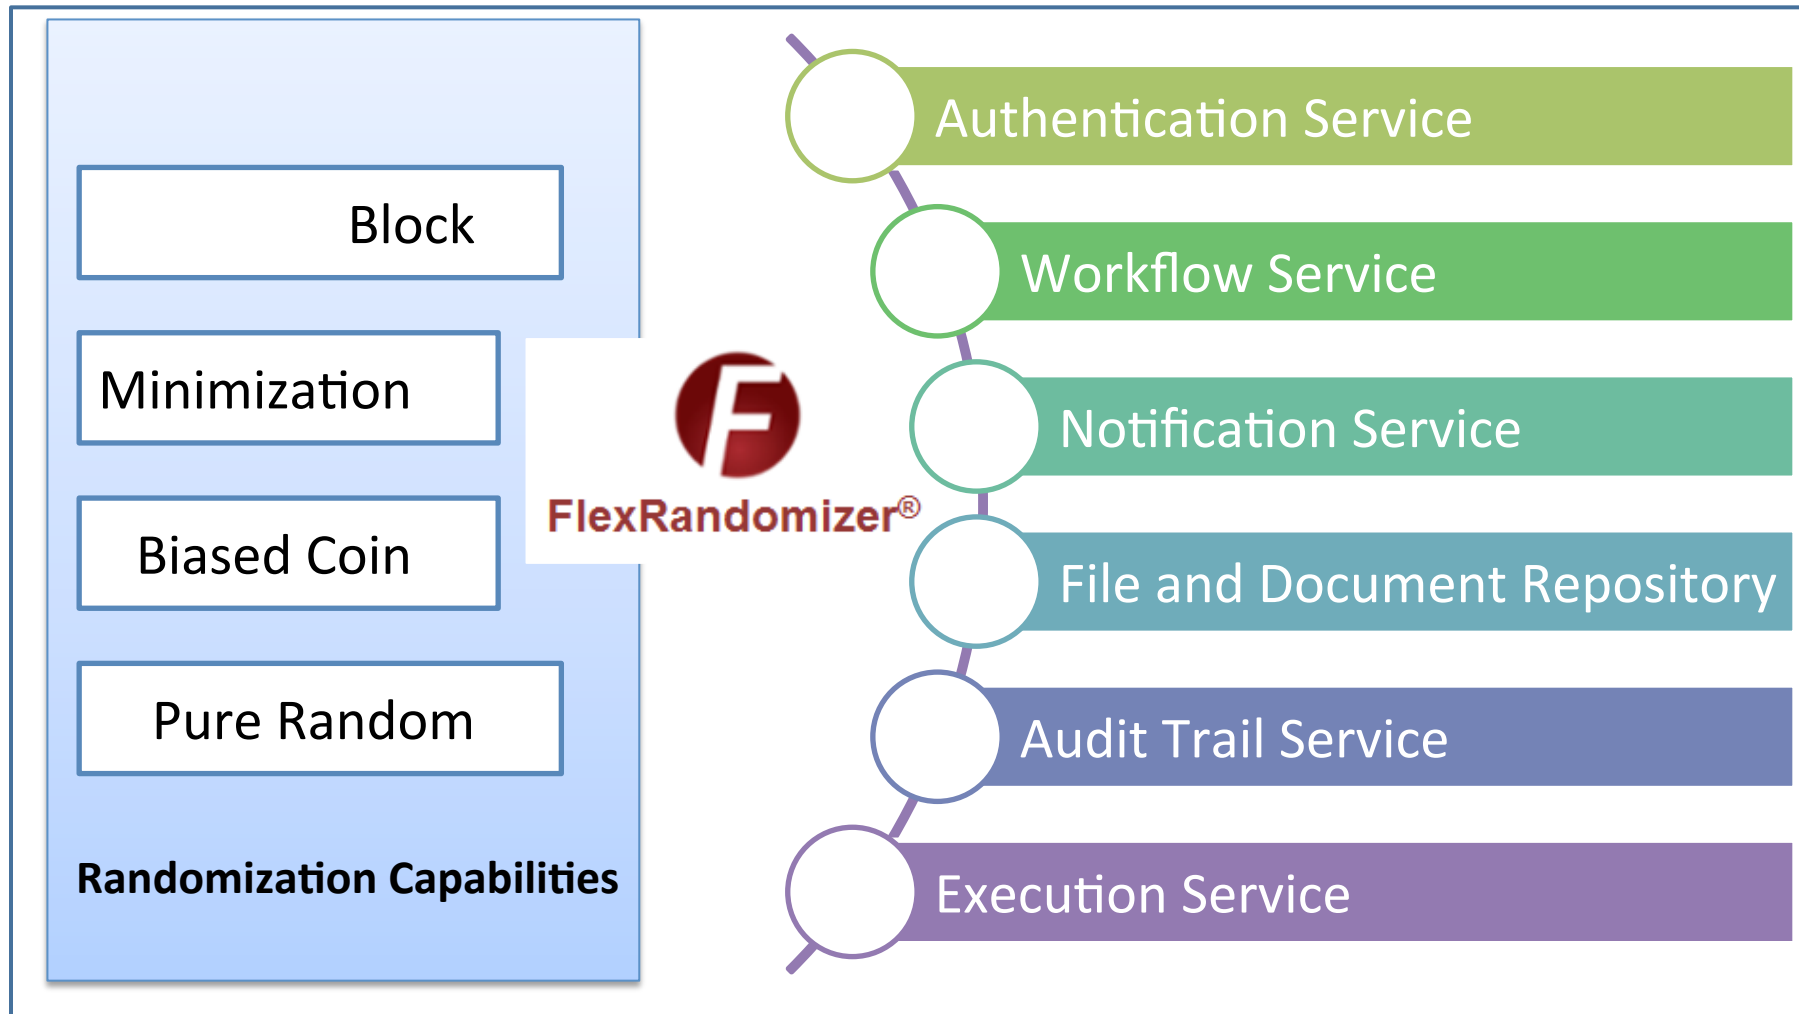 Block
Minimization
Biased Coin
Pure Random
Randomization Capabilities
F
FlexRandomizer®
Authentication Service
Workflow Service
Notification Service
File and Document Repository
Audit Trail Service
Execution Service